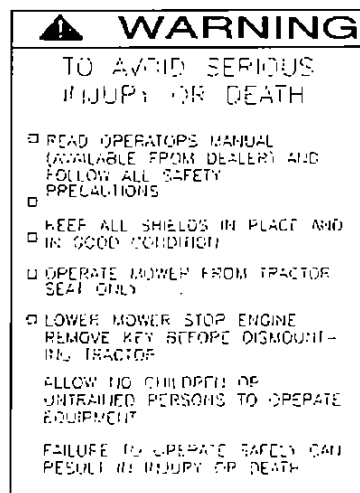 WARNING
TO AVOID SERIOUS
INJURY OR DEATH
READ OPERATORS MANUAL
(AVAILABLE FROM DEALER) AND
FOLLOW ALL SAFETY
PRECAUTIONS
KEEP ALL SHIELDS IN PLACE AND
IN GOOD CONDITION
OPERATE MOWER FROM TRACTOR
SEAT ONLY
LOWER MOWER STOP ENGINE
REMOVE KEY BEFORE DISMOUNT-
ING TRACTOR
ALLOW NO CHILDREN OR
UNTRAINED PERSONS TO OPERATE
EQUIPMENT
FAILURE TO OPERATE SAFELY CAN
RESULT IN INJURY OR DEATH